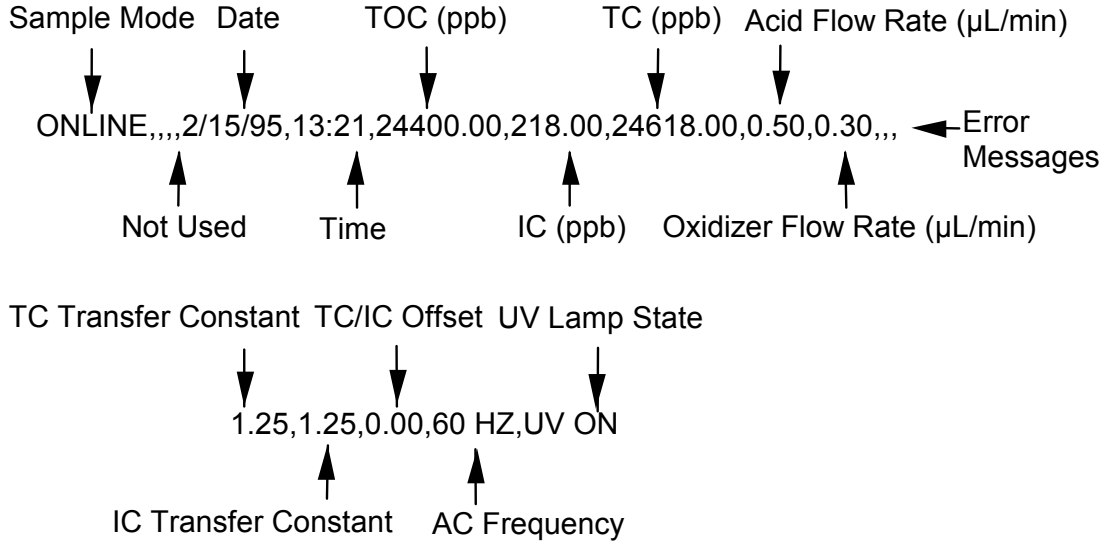 Sample Mode Date TOC (ppb) TC (ppb) Acid Flow Rate (µL/min)
ONLINE,,,,2/15/95,13:21,24400.00,218.00,24618.00,0.50,0.30,,,
Error
Messages
Not Used Time IC (ppb) Oxidizer Flow Rate (µL/min)
TC Transfer Constant TC/IC Offset UV Lamp State
1.25,1.25,0.00,60 HZ,UV ON
IC Transfer Constant AC Frequency